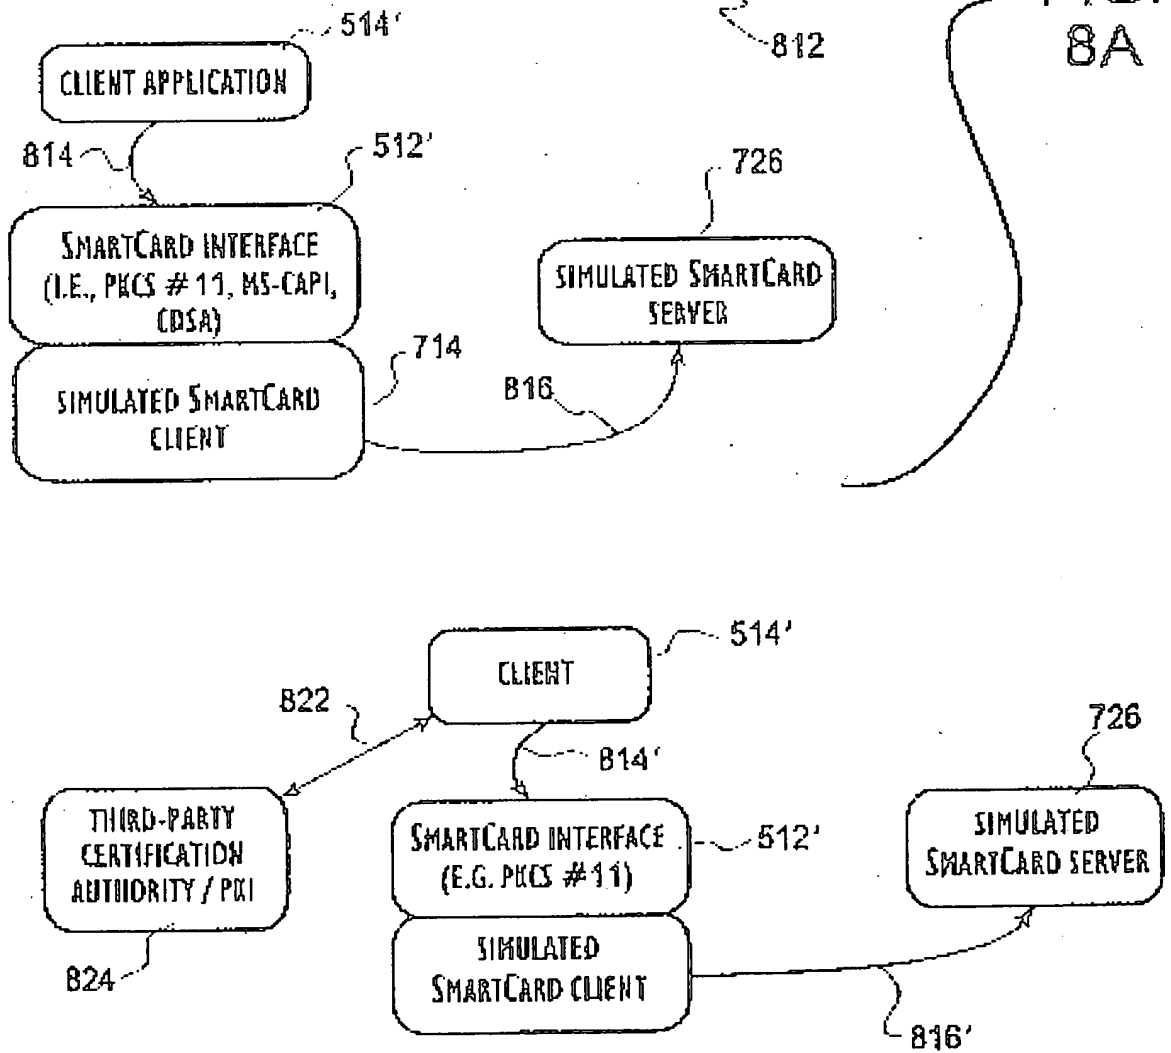 514'
812
8A
CLIENT APPLICATION
814
512'
726
SMARTCARD INTERFACE
(I.E., PKCS #11, MS-CAPI,
CDSA)
SIMULATED SMARTCARD
SERVER
714
SIMULATED SMARTCARD
CLIENT
816
514'
CLIENT
822
726
814'
THIRD-PARTY
CERTIFICATION
AUTHORITY / PKI
SMARTCARD INTERFACE
(E.G. PKCS #11)
512'
SIMULATED
SMARTCARD SERVER
SIMULATED
SMARTCARD CLIENT
824
816'